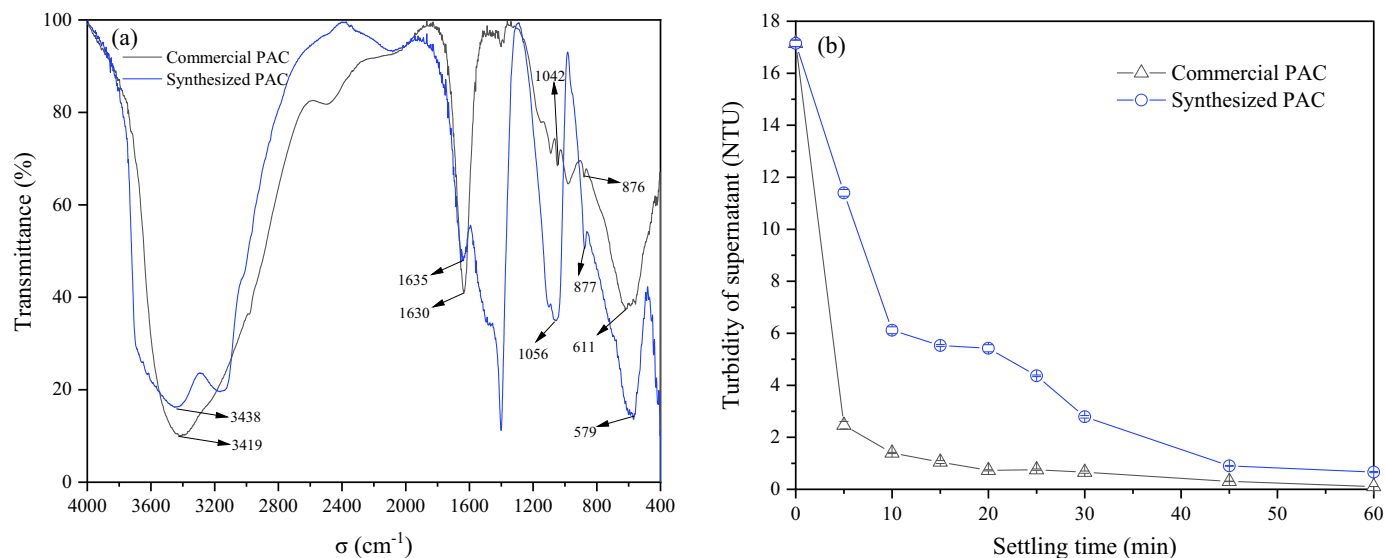 (a)
Commercial PAC
Synthesized PAC
1042
876
1635
1630
877
1056
611
3438
3419
579
100
80
60
40
20
0
Transmittance (%)
4000 3600 3200 2800 2400 2000 1600 1200 800 400
σ (cm-1)
(b)
Commercial PAC
Synthesized PAC
18
16
14
12
10
8
6
4
2
0
Turbidity of supernatant (NTU)
0 10 20 30 40 50 60
Settling time (min)